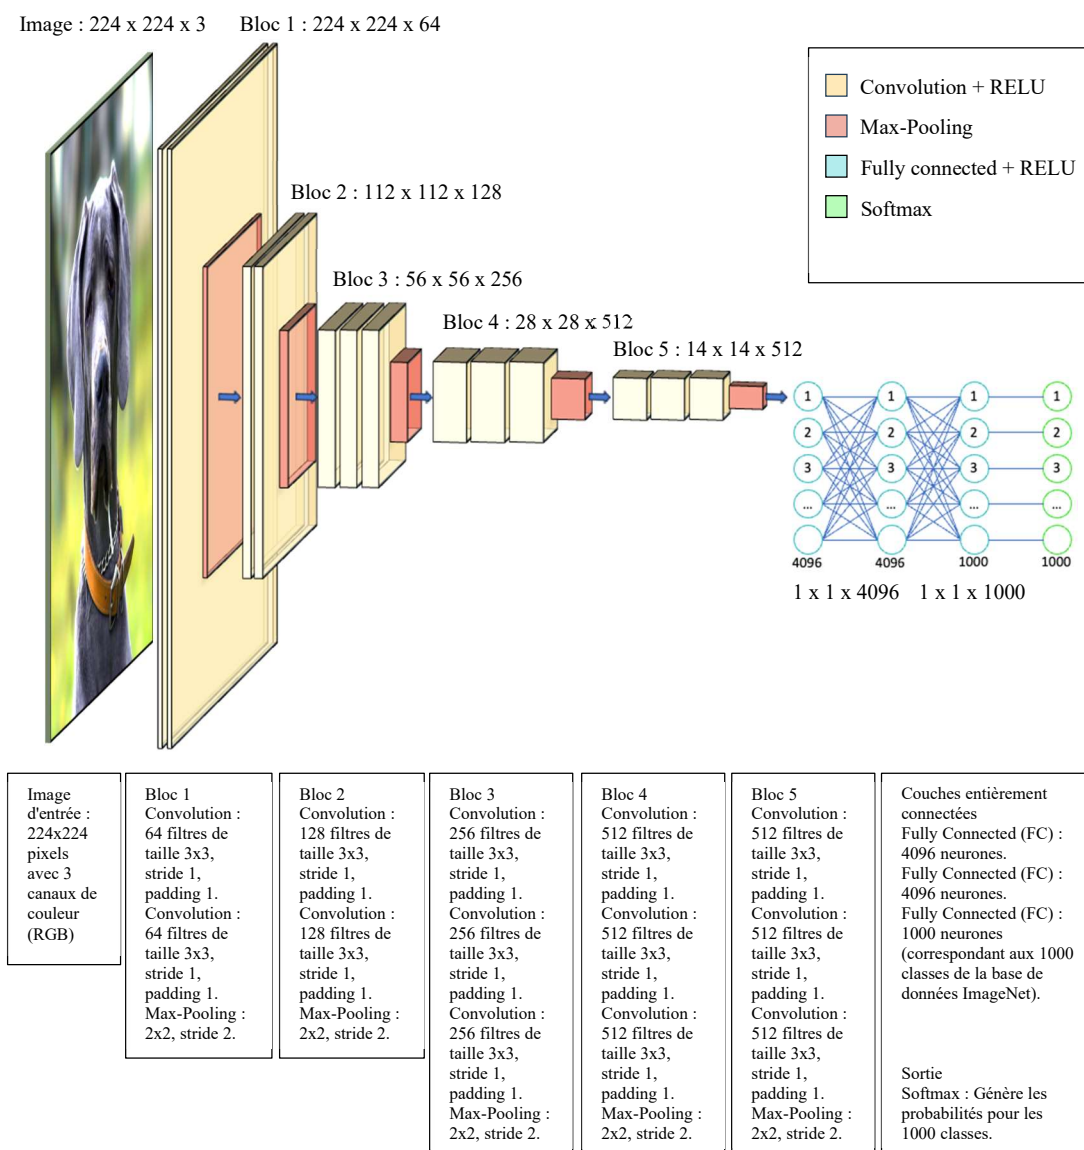 Image : 224 x 224 x 3
Bloc 1 : 224 x 224 x 64
Convolution + RELU
Max-Pooling
Fully connected + RELU
Softmax
Bloc 2 : 112 x 112 x 128
Bloc 3 : 56 x 56 x 256
Bloc 4 : 28 x 28 x 512
Bloc 5 : 14 x 14 x 512
1 1 1 1
2 2 2 2
3 3 3 3
... ... ... ...
4096 4096 1000 1000
1 x 1 x 4096 1 x 1 x 1000
Image
d'entrée :
224x224
pixels
avec 3
canaux de
couleur
(RGB)
Bloc 1
Convolution :
64 filtres de
taille 3x3,
stride 1,
padding 1.
Convolution :
64 filtres de
taille 3x3,
stride 1,
padding 1.
Max-Pooling :
2x2, stride 2.
Bloc 2
Convolution :
128 filtres de
taille 3x3,
stride 1,
padding 1.
Convolution :
128 filtres de
taille 3x3,
stride 1,
padding 1.
Max-Pooling :
2x2, stride 2.
Bloc 3
Convolution :
256 filtres de
taille 3x3,
stride 1,
padding 1.
Convolution :
256 filtres de
taille 3x3,
stride 1,
padding 1.
Convolution :
256 filtres de
taille 3x3,
stride 1,
padding 1.
Max-Pooling :
2x2, stride 2.
Bloc 4
Convolution :
512 filtres de
taille 3x3,
stride 1,
padding 1.
Convolution :
512 filtres de
taille 3x3,
stride 1,
padding 1.
Convolution :
512 filtres de
taille 3x3,
stride 1,
padding 1.
Max-Pooling :
2x2, stride 2.
Bloc 5
Convolution :
512 filtres de
taille 3x3,
stride 1,
padding 1.
Convolution :
512 filtres de
taille 3x3,
stride 1,
padding 1.
Convolution :
512 filtres de
taille 3x3,
stride 1,
padding 1.
Max-Pooling :
2x2, stride 2.
Couches entièrement
connectées
Fully Connected (FC) :
4096 neurones.
Fully Connected (FC) :
4096 neurones.
Fully Connected (FC) :
1000 neurones
(correspondant aux 1000
classes de la base de
données ImageNet).
Sortie
Softmax : Génère les
probabilités pour les
1000 classes.